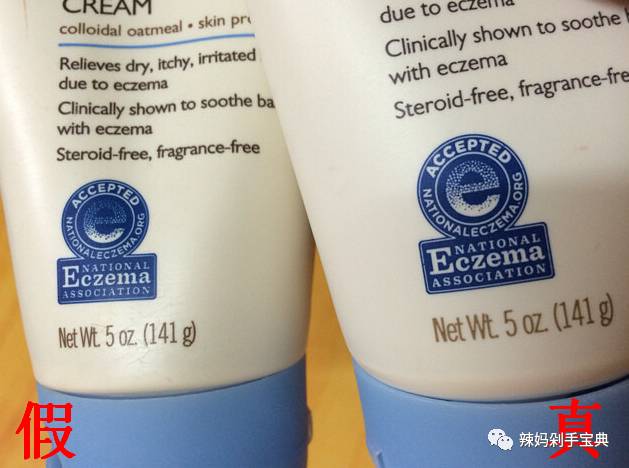 CREAM
colloidal oatmeal • skin pr
Relieves dry, itchy, irritated
due to eczema
Clinically shown to soothe ba
with eczema
Steroid-free, fragrance-free
ACCEPTED
NATIONALECZEMA.ORG
e
NATIONAL
Eczema
ASSOCIATION
Net Wt. 5 oz. (141 g)
假
due to eczema
Clinically shown to soothe b
with eczema
Steroid-free, fragrance-fre
ACCEPTED
NATIONALECZEMA.ORG
e
NATIONAL
Eczema
ASSOCIATION
Net Wt. 5 oz. (141 g)
真
辣妈剁手宝典